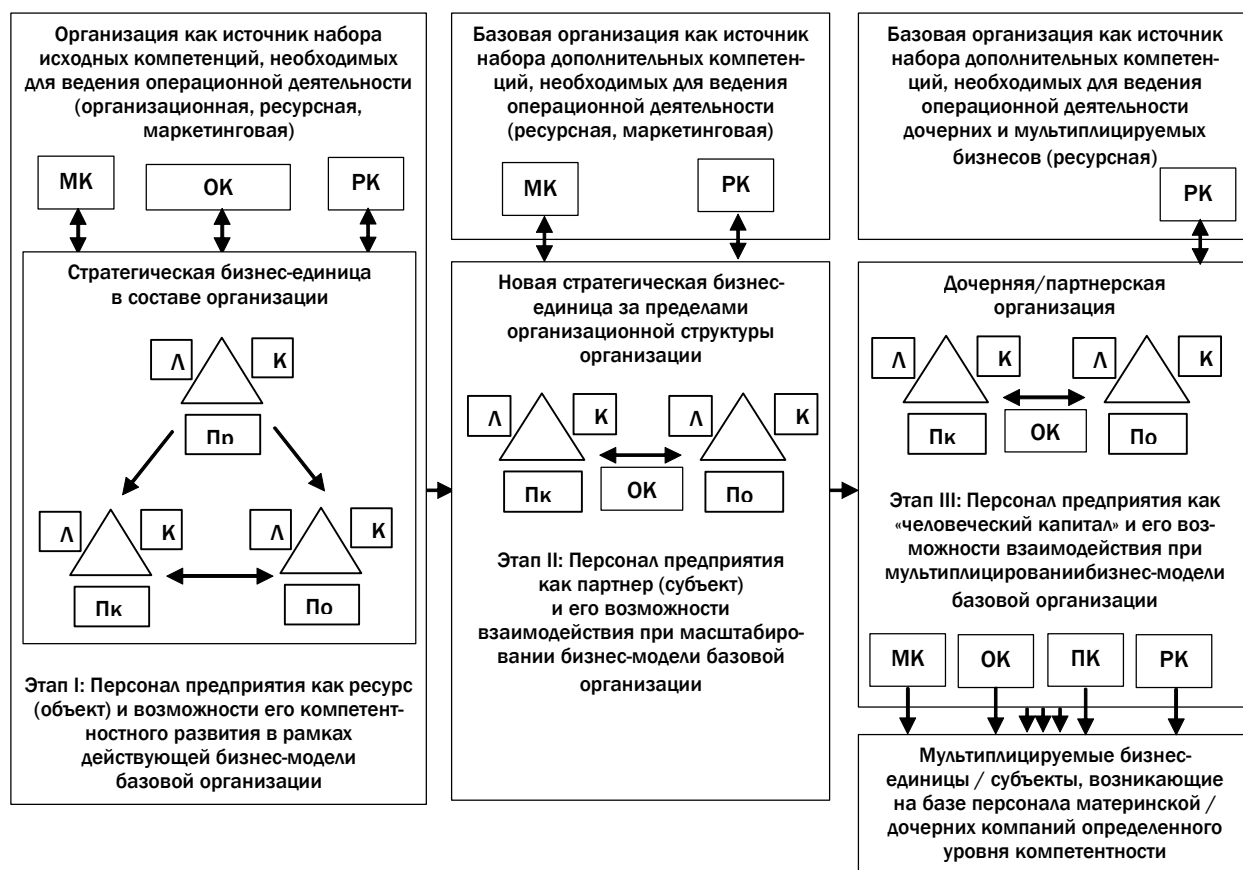 Организация как источник набора
исходных компетенций, необходимых
для ведения операционной деятельности
(организационная, ресурсная,
маркетинговая)
МК
ОК
РК
Стратегическая бизнес-единица
в составе организации
Л
К
Пр
Л
К
Л
К
Пк
По
Этап I: Персонал предприятия как ресурс
(объект) и возможности его компетент-
ностного развития в рамках
действующей бизнес-модели
базовой организации
Базовая организация как источник
набора дополнительных компетен-
ций, необходимых для ведения
операционной деятельности
(ресурсная, маркетинговая)
МК
РК
Новая стратегическая бизнес-
единица за пределами
организационной структуры
организации
Л
К
Л
К
Пк
ОК
По
Этап II: Персонал предприятия
как партнер (субъект)
и его возможности
взаимодействия при масштабиро-
вании бизнес-модели базовой
организации
Базовая организация как источник
набора дополнительных компетен-
ций, необходимых для ведения
операционной деятельности
дочерних и мультиплицируемых
бизнесов (ресурсная)
РК
Дочерняя/партнерская
организация
Л
К
Л
К
Пк
ОК
По
Этап III: Персонал предприятия как
«человеческий капитал» и его воз-
можности взаимодействия при
мультиплицированиибизнес-модели
базовой организации
МК
ОК
ПК
РК
Мультиплицируемые бизнес-
единицы / субъекты, возникающие
на базе персонала материнской /
дочерних компаний определенного
уровня компетентности